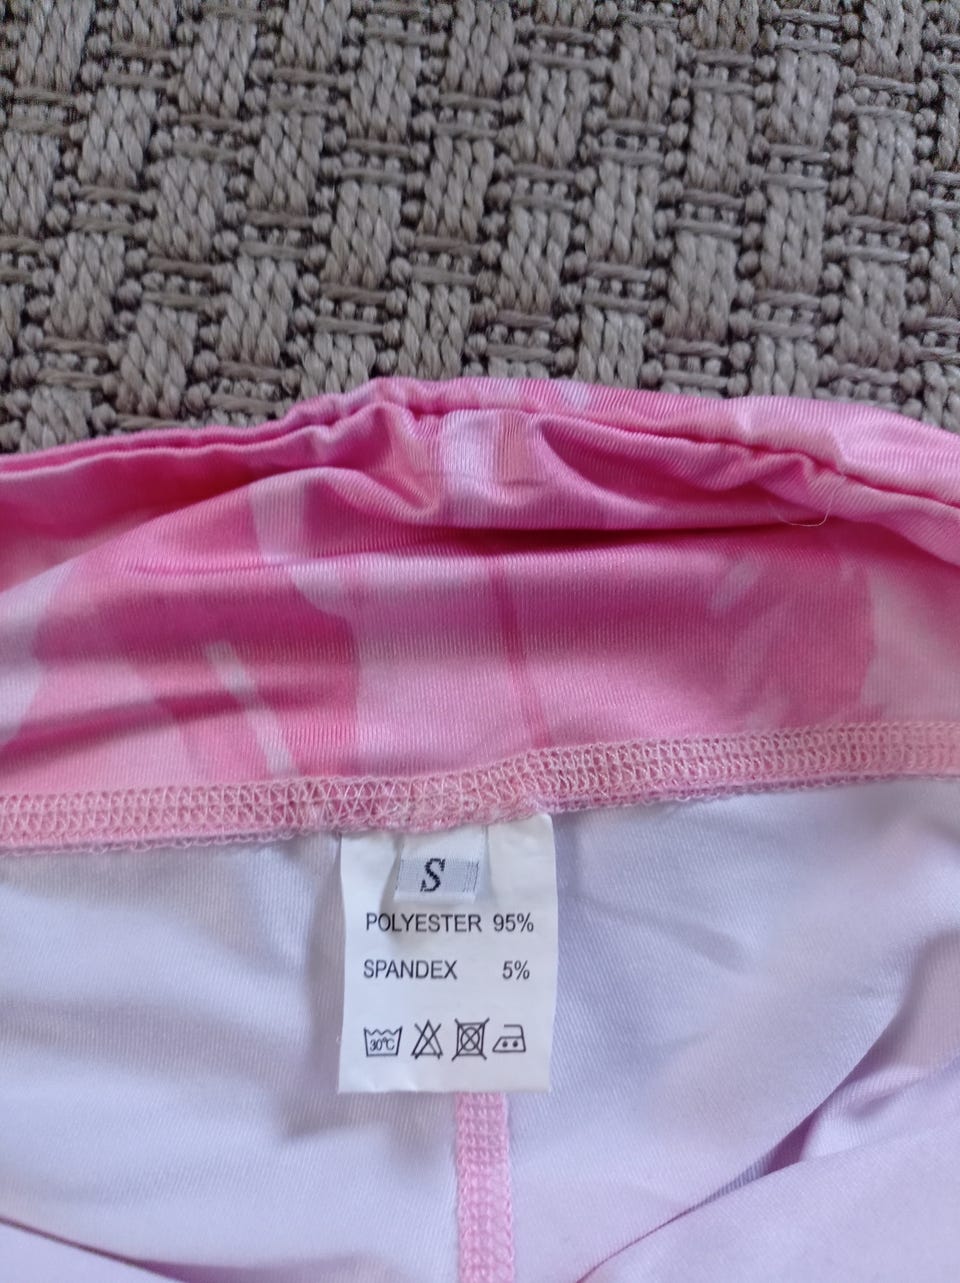 S
POLYESTER 95%
SPANDEX 5%
30°C